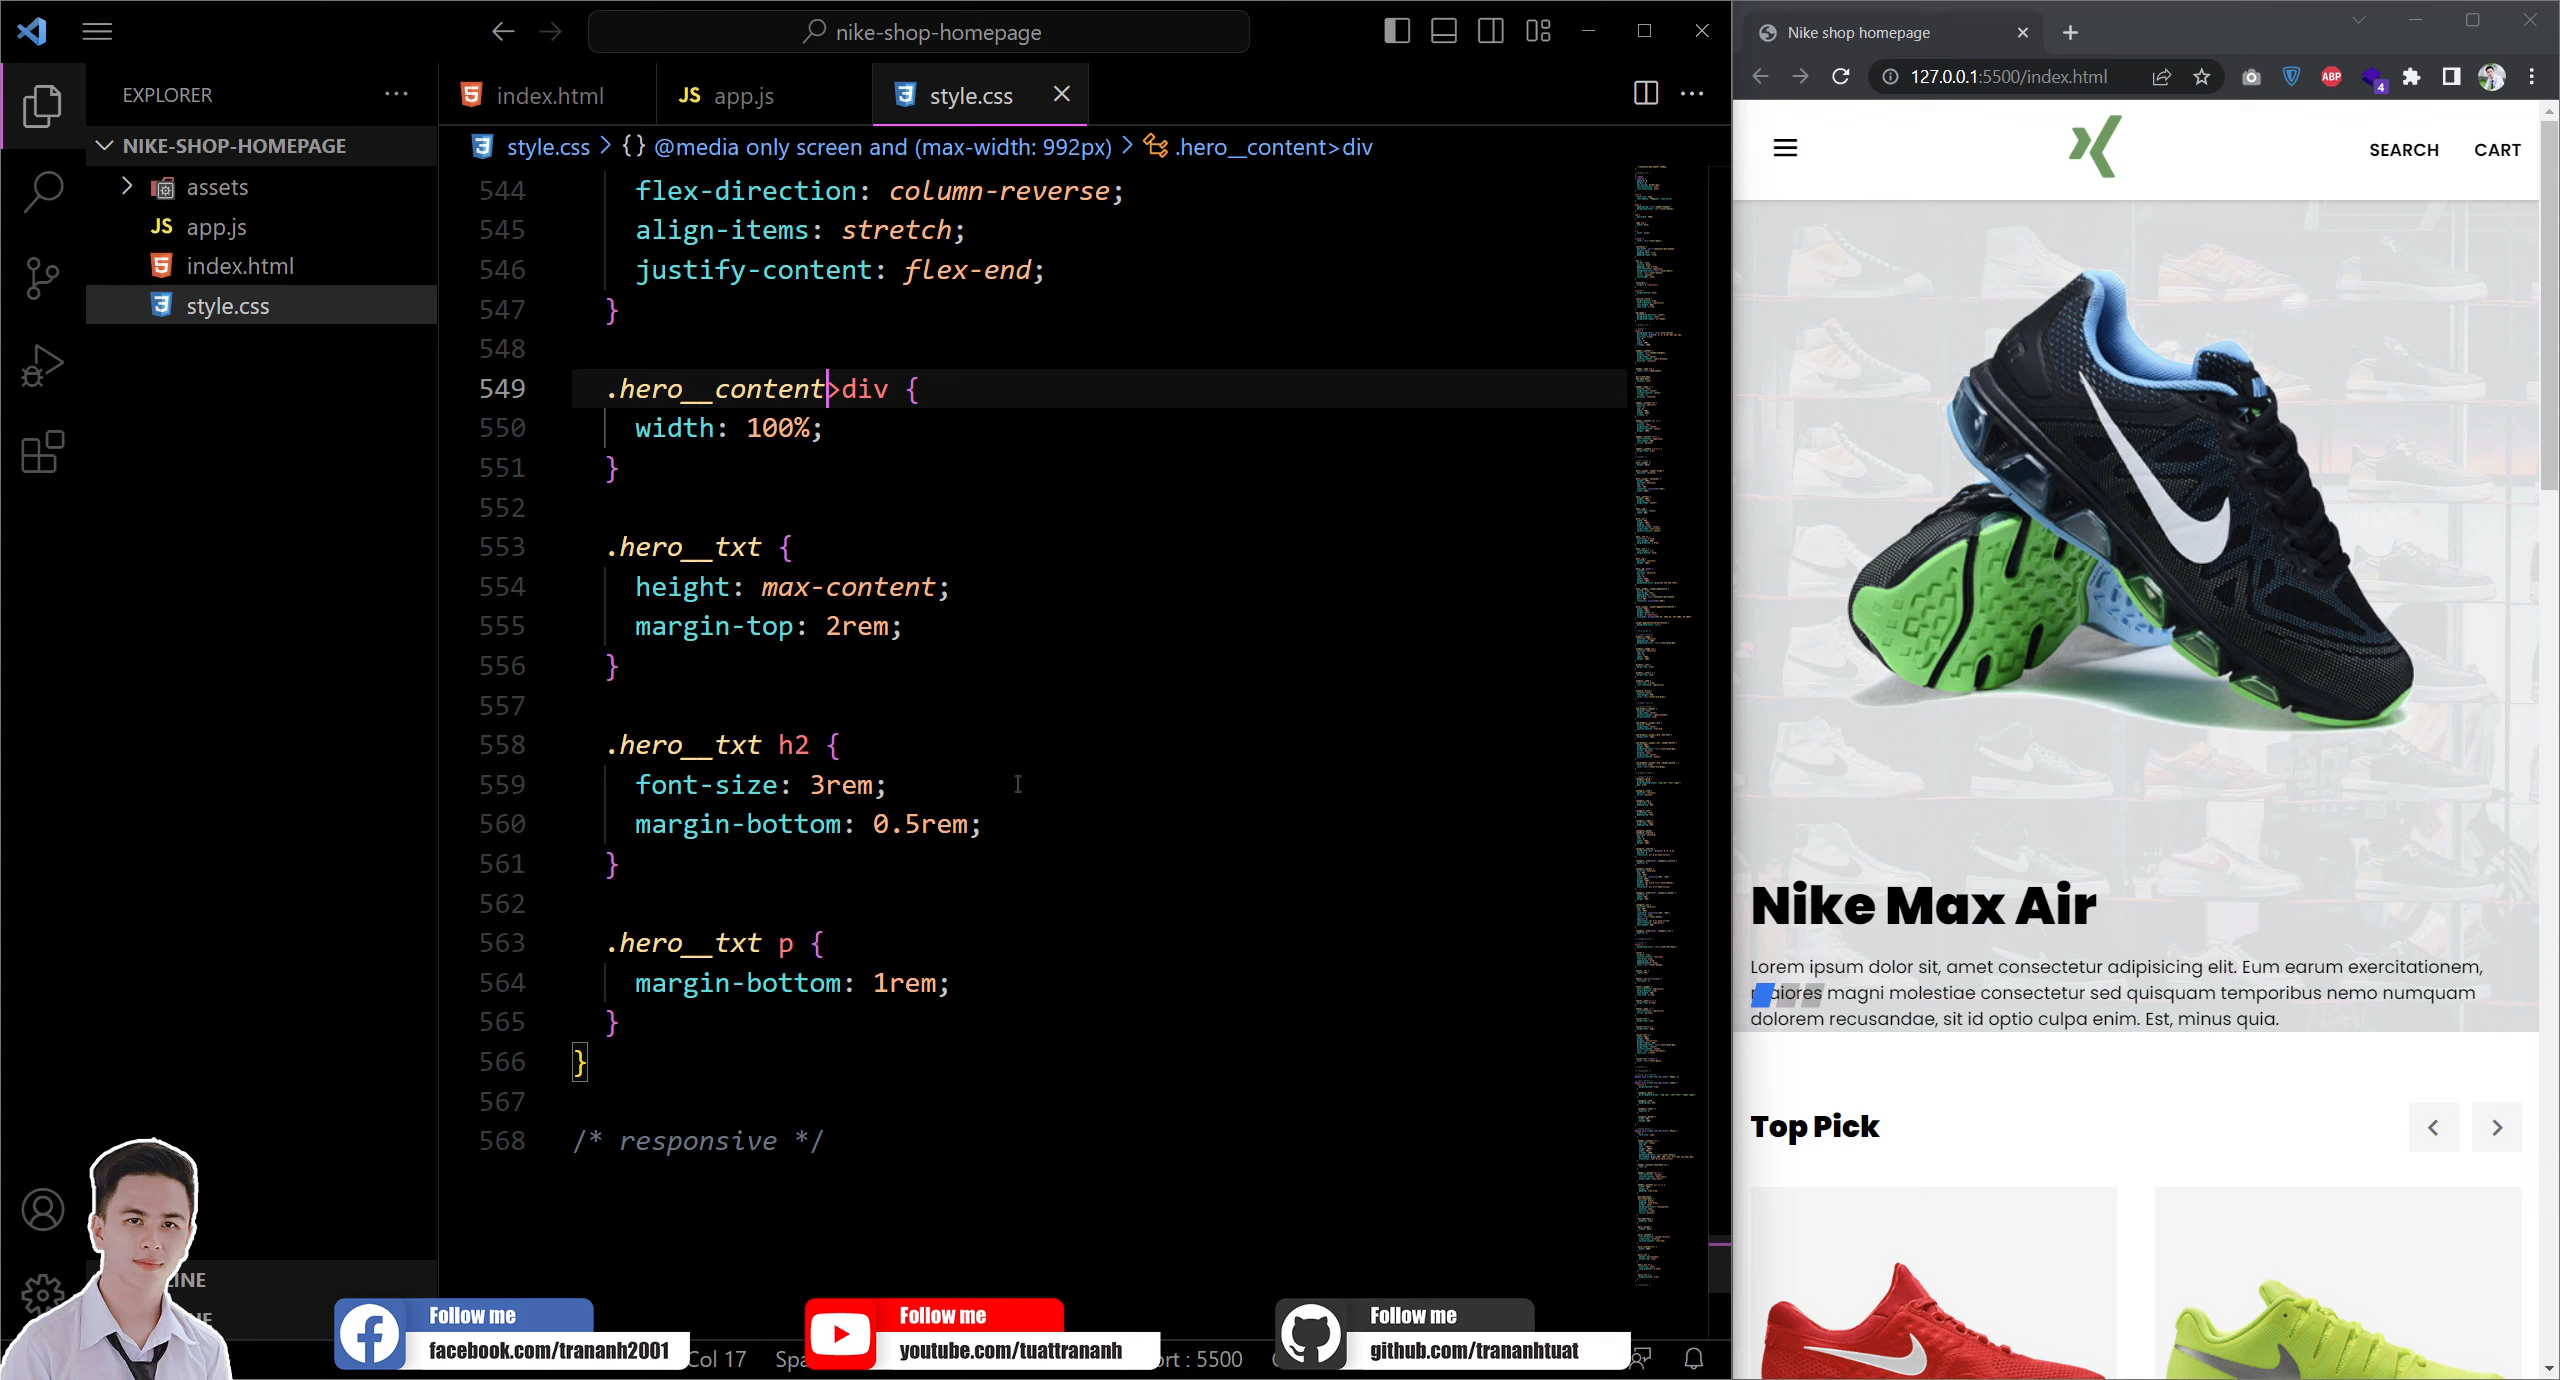 nike-shop-homepage
EXPLORER
NIKE-SHOP-HOMEPAGE
assets
JS app.js
index.html
style.css
index.html
JS app.js
style.css
style.css > {} @media only screen and (max-width: 992px) > .hero__content>div
544 flex-direction: column-reverse;
545 align-items: stretch;
546 justify-content: flex-end;
547 }
548
549 .hero__content>div {
550 width: 100%;
551 }
552
553 .hero__txt {
554 height: max-content;
555 margin-top: 2rem;
556 }
557
558 .hero__txt h2 {
559 font-size: 3rem;
560 margin-bottom: 0.5rem;
561 }
562
563 .hero__txt p {
564 margin-bottom: 1rem;
565 }
566 }
567
568 /* responsive */
Follow me
facebook.com/trananh2001
Follow me
youtube.com/tuattrananh
Follow me
github.com/trananhtuat
Col 17
: 5500
Nike shop homepage
127.0.0.1:5500/index.html
ABP
4
SEARCH
CART
Nike Max Air
Lorem ipsum dolor sit, amet consectetur adipisicing elit. Eum earum exercitationem,
maiores magni molestiae consectetur sed quisquam temporibus nemo numquam
dolorem recusandae, sit id optio culpa enim. Est, minus quia.
Top Pick